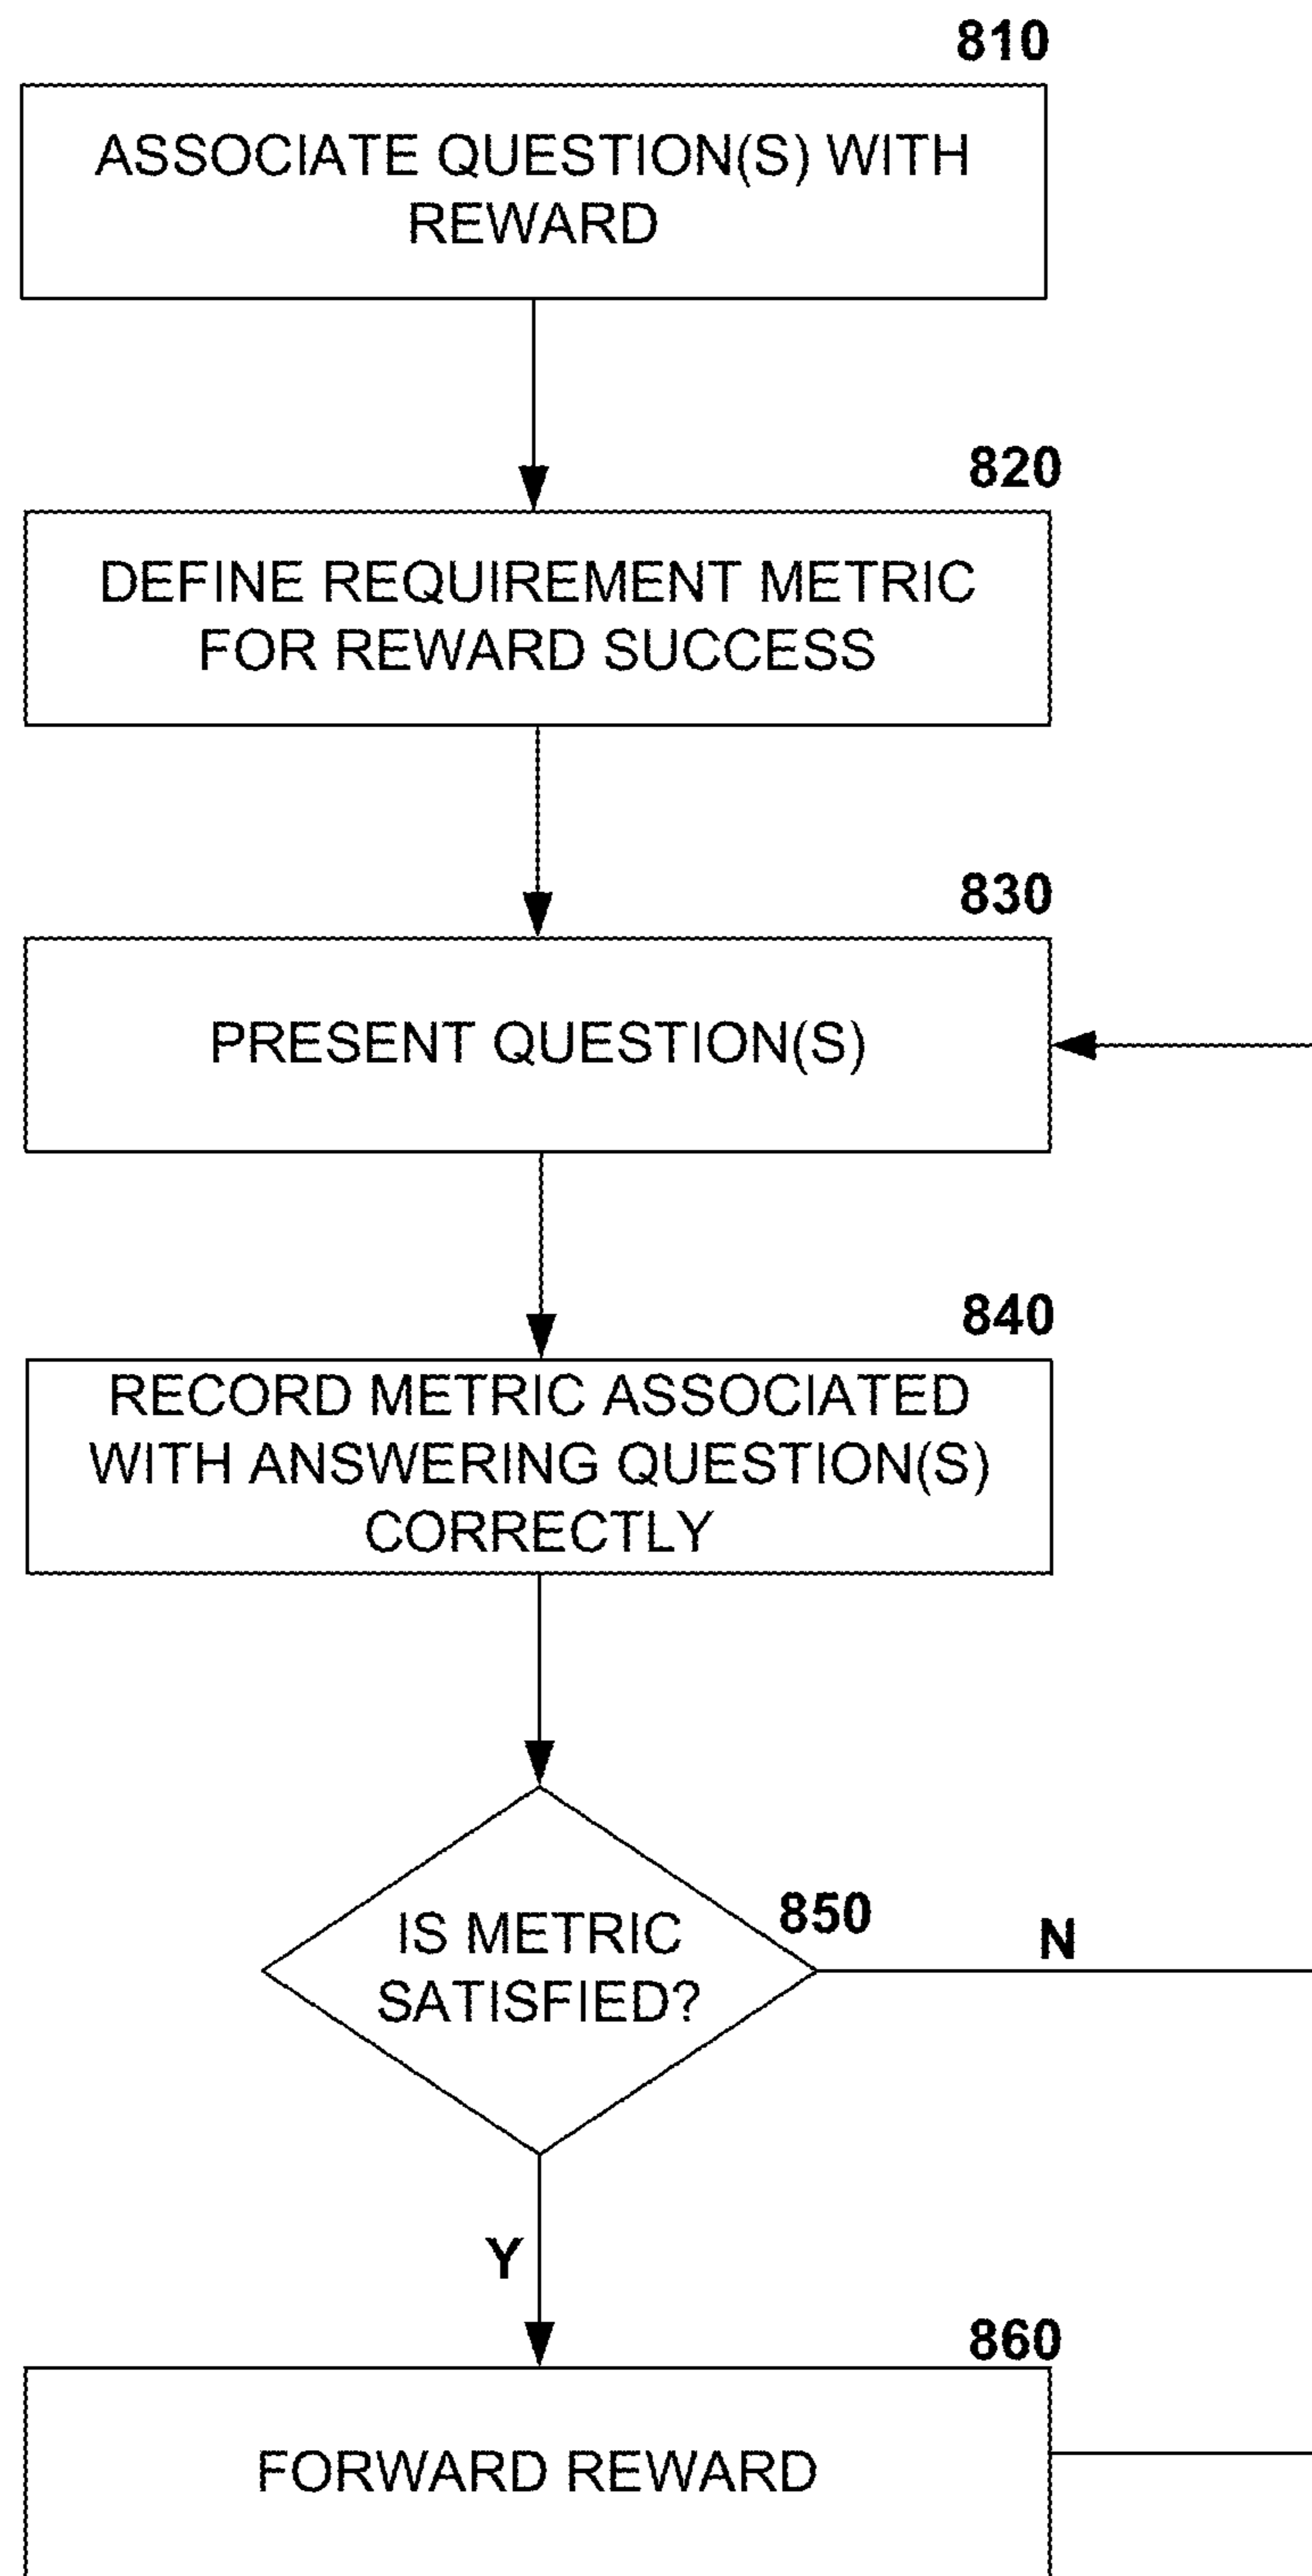 810
ASSOCIATE QUESTION(S) WITH
REWARD
820
DEFINE REQUIREMENT METRIC
FOR REWARD SUCCESS
830
PRESENT QUESTION(S)
840
RECORD METRIC ASSOCIATED
WITH ANSWERING QUESTION(S)
CORRECTLY
850
IS METRIC
SATISFIED?
N
Y
860
FORWARD REWARD